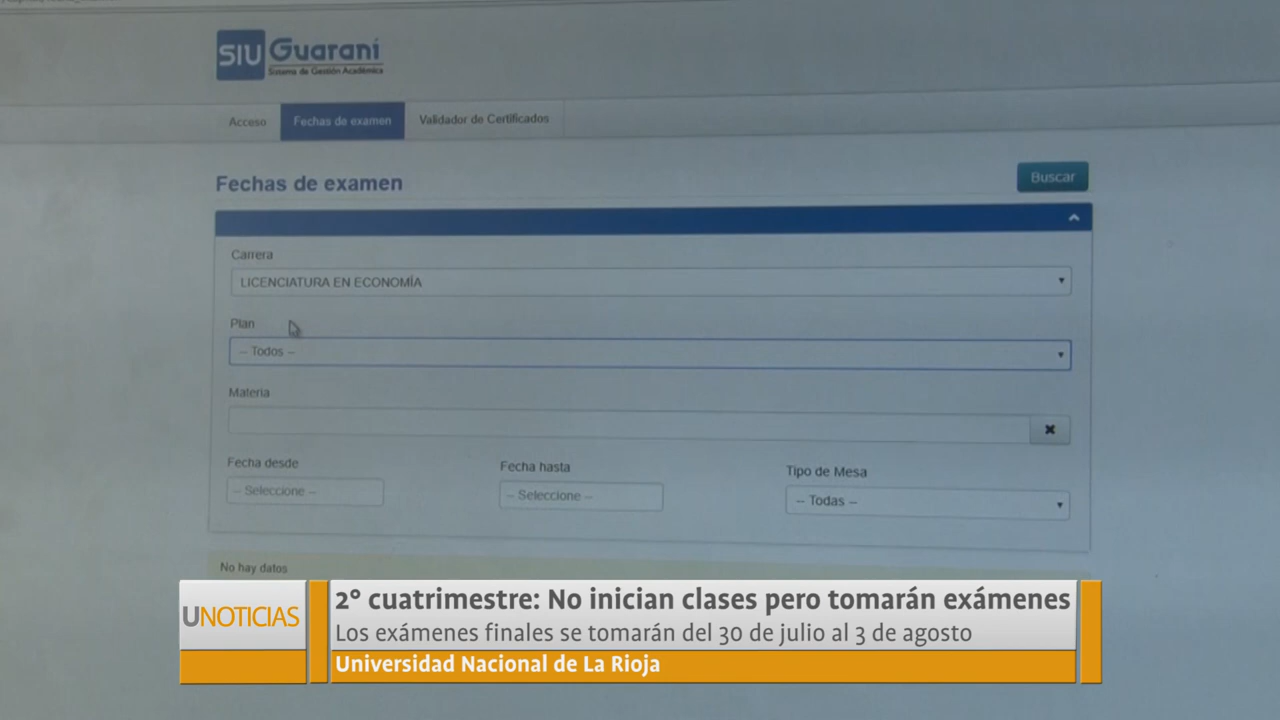 SIU Guaraní
Sistema de Gestión Académica
Acceso
Fechas de examen
Validador de Certificados
Fechas de examen
Buscar
Carrera
LICENCIATURA EN ECONOMÍA
Plan
-- Todos --
Materia
Fecha desde
Fecha hasta
Tipo de Mesa
-- Seleccione --
-- Seleccione --
-- Todas --
No hay datos
UNOTICIAS
2° cuatrimestre: No inician clases pero tomarán exámenes
Los exámenes finales se tomarán del 30 de julio al 3 de agosto
Universidad Nacional de La Rioja